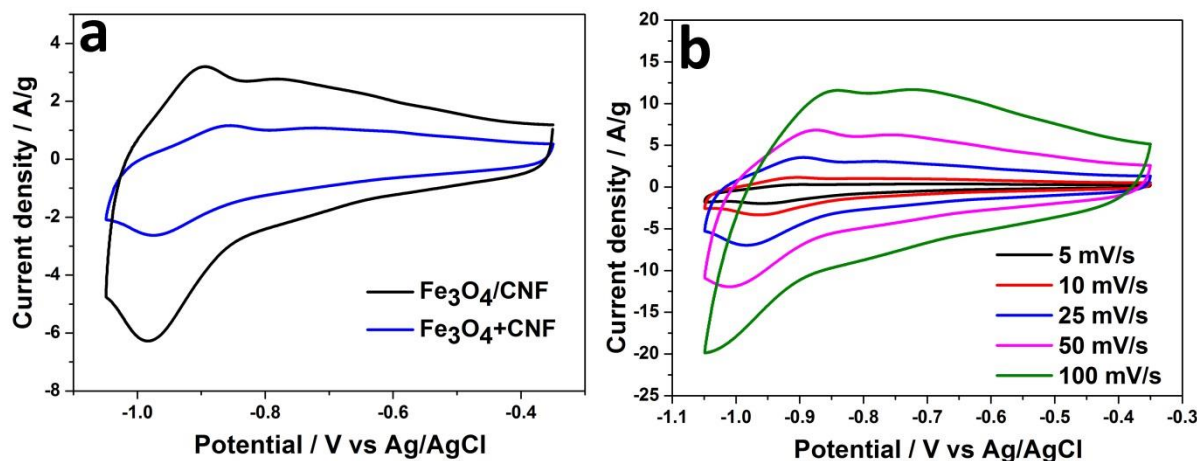 a
4
2
0
-2
-4
-6
-8
Current density / A/g
Fe₃O₄/CNF
Fe₃O₄+CNF
-1.0
-0.8
-0.6
-0.4
Potential / V vs Ag/AgCl
b
20
15
10
5
0
-5
-10
-15
-20
-25
Current density / A/g
5 mV/s
10 mV/s
25 mV/s
50 mV/s
100 mV/s
-1.1
-1.0
-0.9
-0.8
-0.7
-0.6
-0.5
-0.4
-0.3
Potential / V vs Ag/AgCl